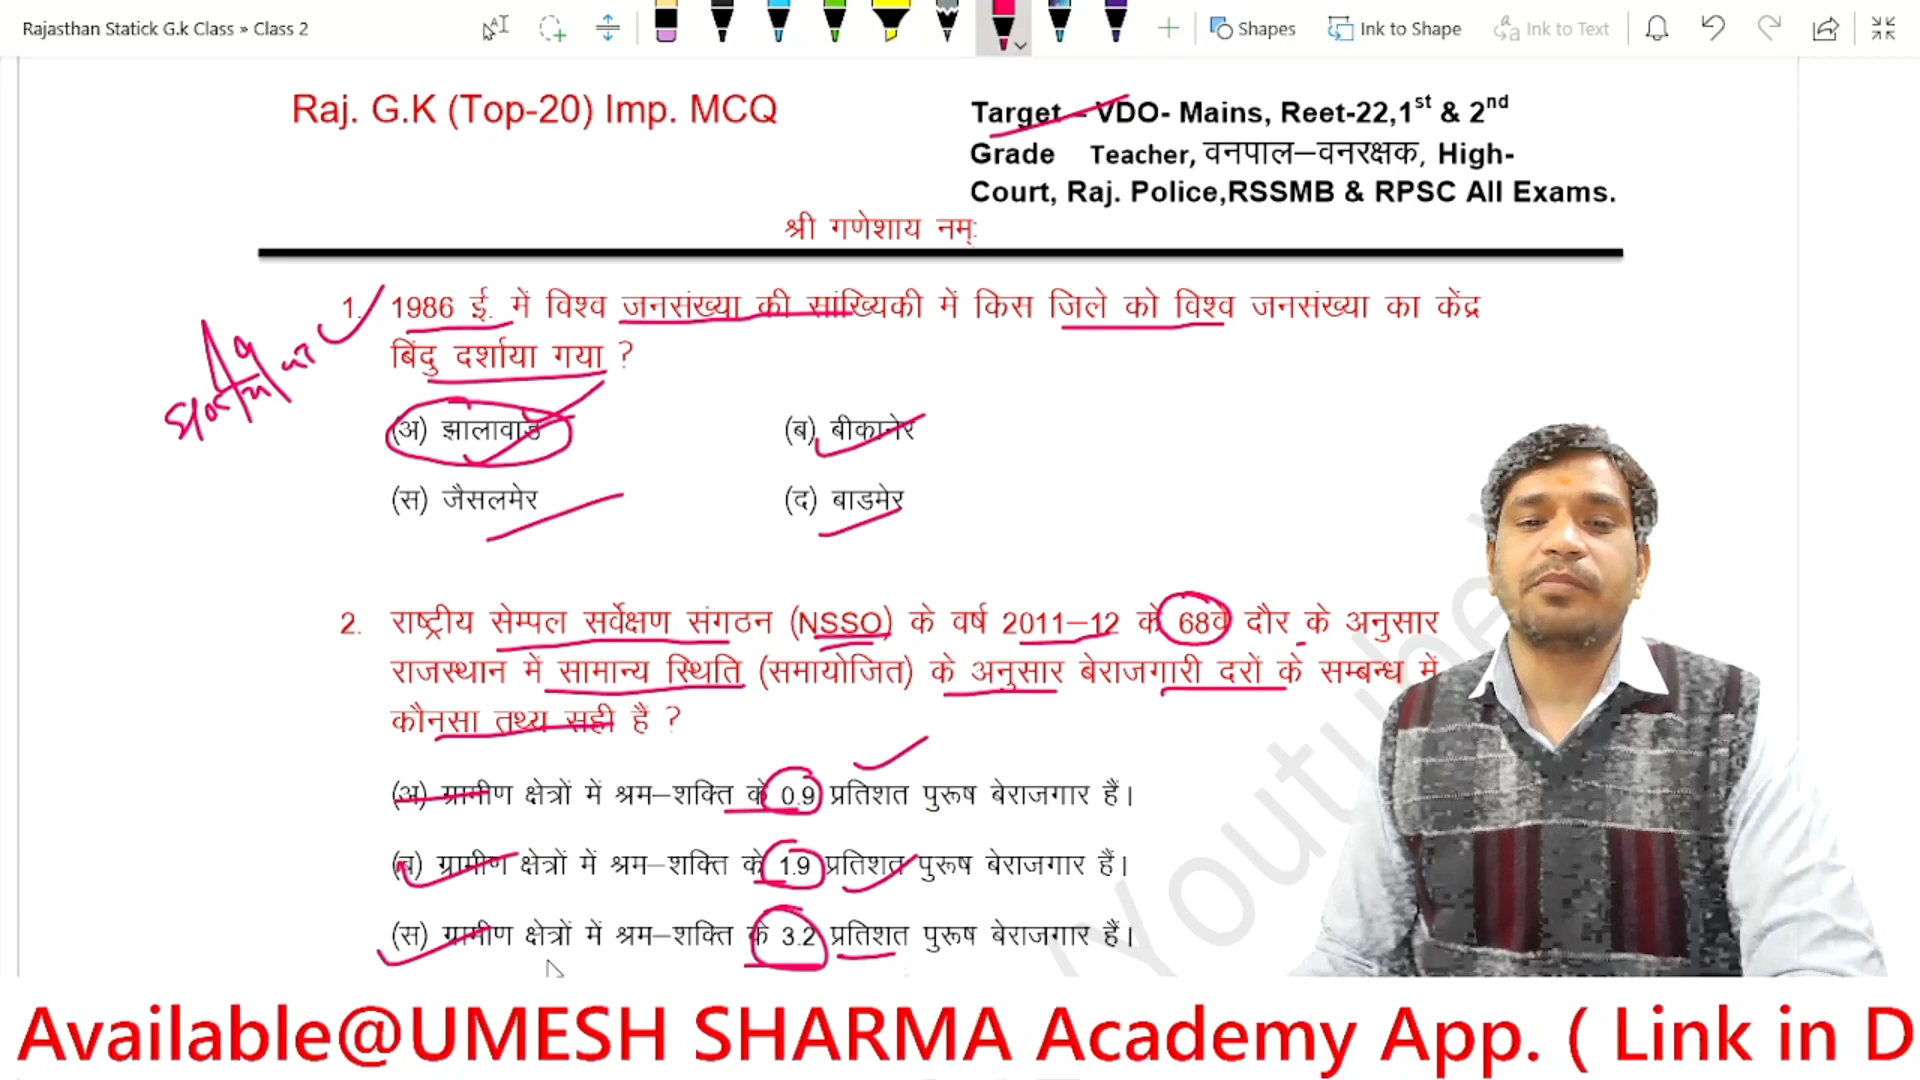 Rajasthan Statick G.k Class » Class 2
Shapes
Ink to Shape
Ink to Text
Raj. G.K (Top-20) Imp. MCQ
Target – VDO- Mains, Reet-22,1st & 2nd
Grade Teacher, वनपाल–वनरक्षक, High-
Court, Raj. Police,RSSMB & RPSC All Exams.
श्री गणेशाय नम्ः
1. 1986 ई. में विश्व जनसंख्या की सांख्यिकी में किस जिले को विश्व जनसंख्या का केंद्र
बिंदु दर्शाया गया ?
(अ) झालावाड
(ब) बीकानेर
(स) जैसलमेर
(द) बाडमेर
2. राष्ट्रीय सेम्पल सर्वेक्षण संगठन (NSSO) के वर्ष 2011–12 के 68वें दौर के अनुसार
राजस्थान में सामान्य स्थिति (समायोजित) के अनुसार बेराजगारी दरों के सम्बन्ध में
कौनसा तथ्य सही हैं ?
(अ) ग्रामीण क्षेत्रों में श्रम–शक्ति के 0.9 प्रतिशत पुरूष बेराजगार हैं।
(ब) ग्रामीण क्षेत्रों में श्रम–शक्ति के 1.9 प्रतिशत पुरूष बेराजगार हैं।
(स) ग्रामीण क्षेत्रों में श्रम–शक्ति के 3.2 प्रतिशत पुरूष बेराजगार हैं।
Available@UMESH SHARMA Academy App. ( Link in D